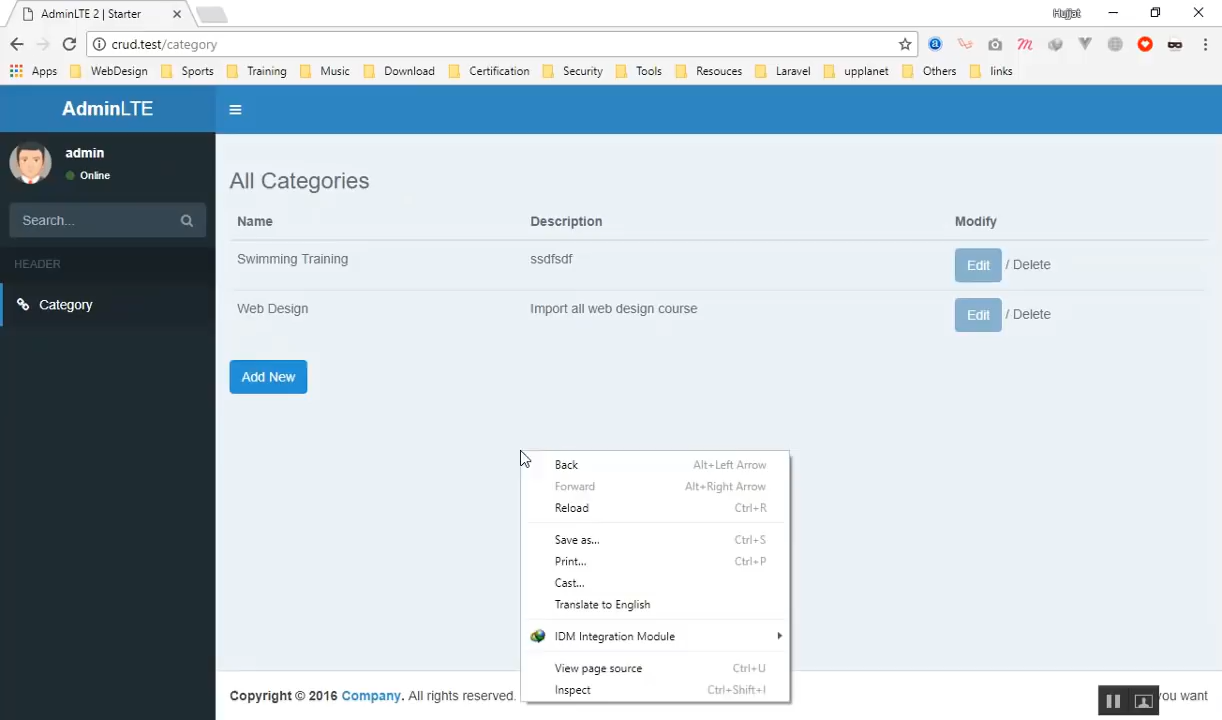 AdminLTE 2 | Starter
Hujjat
crud.test/category
Apps WebDesign Sports Training Music Download Certification Security Tools Resouces Laravel upplanet Others links
AdminLTE
admin
Online
Search...
HEADER
Category
All Categories
Name Description Modify
Swimming Training ssdfsdf Edit / Delete
Web Design Import all web design course Edit / Delete
Add New
Back Alt+Left Arrow
Forward Alt+Right Arrow
Reload Ctrl+R
Save as... Ctrl+S
Print... Ctrl+P
Cast...
Translate to English
IDM Integration Module
View page source Ctrl+U
Inspect Ctrl+Shift+I
Copyright © 2016 Company. All rights reserved. you want